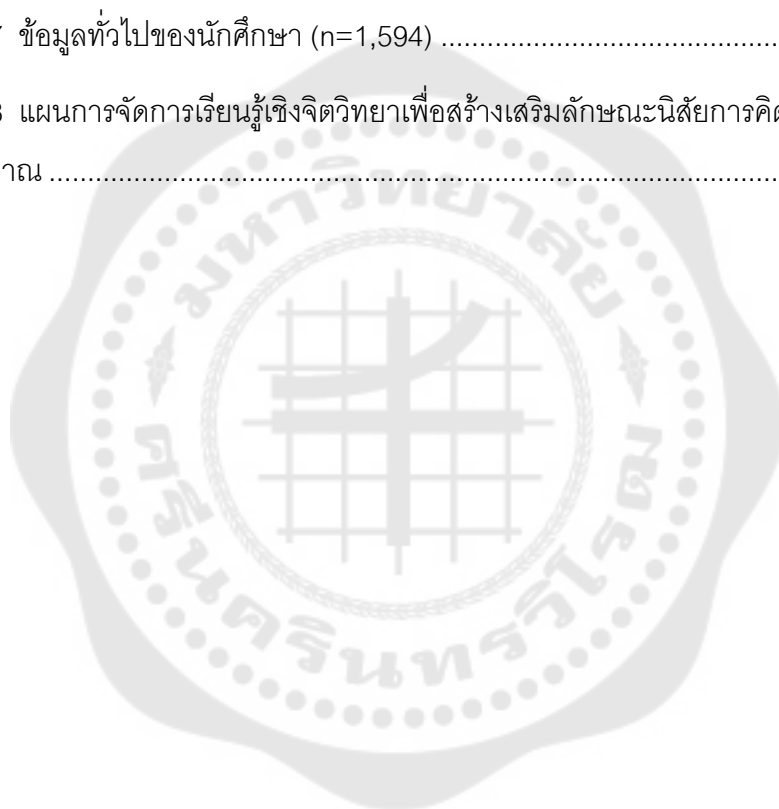 ข้อมูลทั่วไปของนักศึกษา (n=1,594) ............................................
แผนการจัดการเรียนรู้เชิงจิตวิทยาเพื่อสร้างเสริมลักษณะนิสัยการคิด
าณ ................................................................................................
มหาวิทยาลัย
ศรีนครินทรวิโรฒ